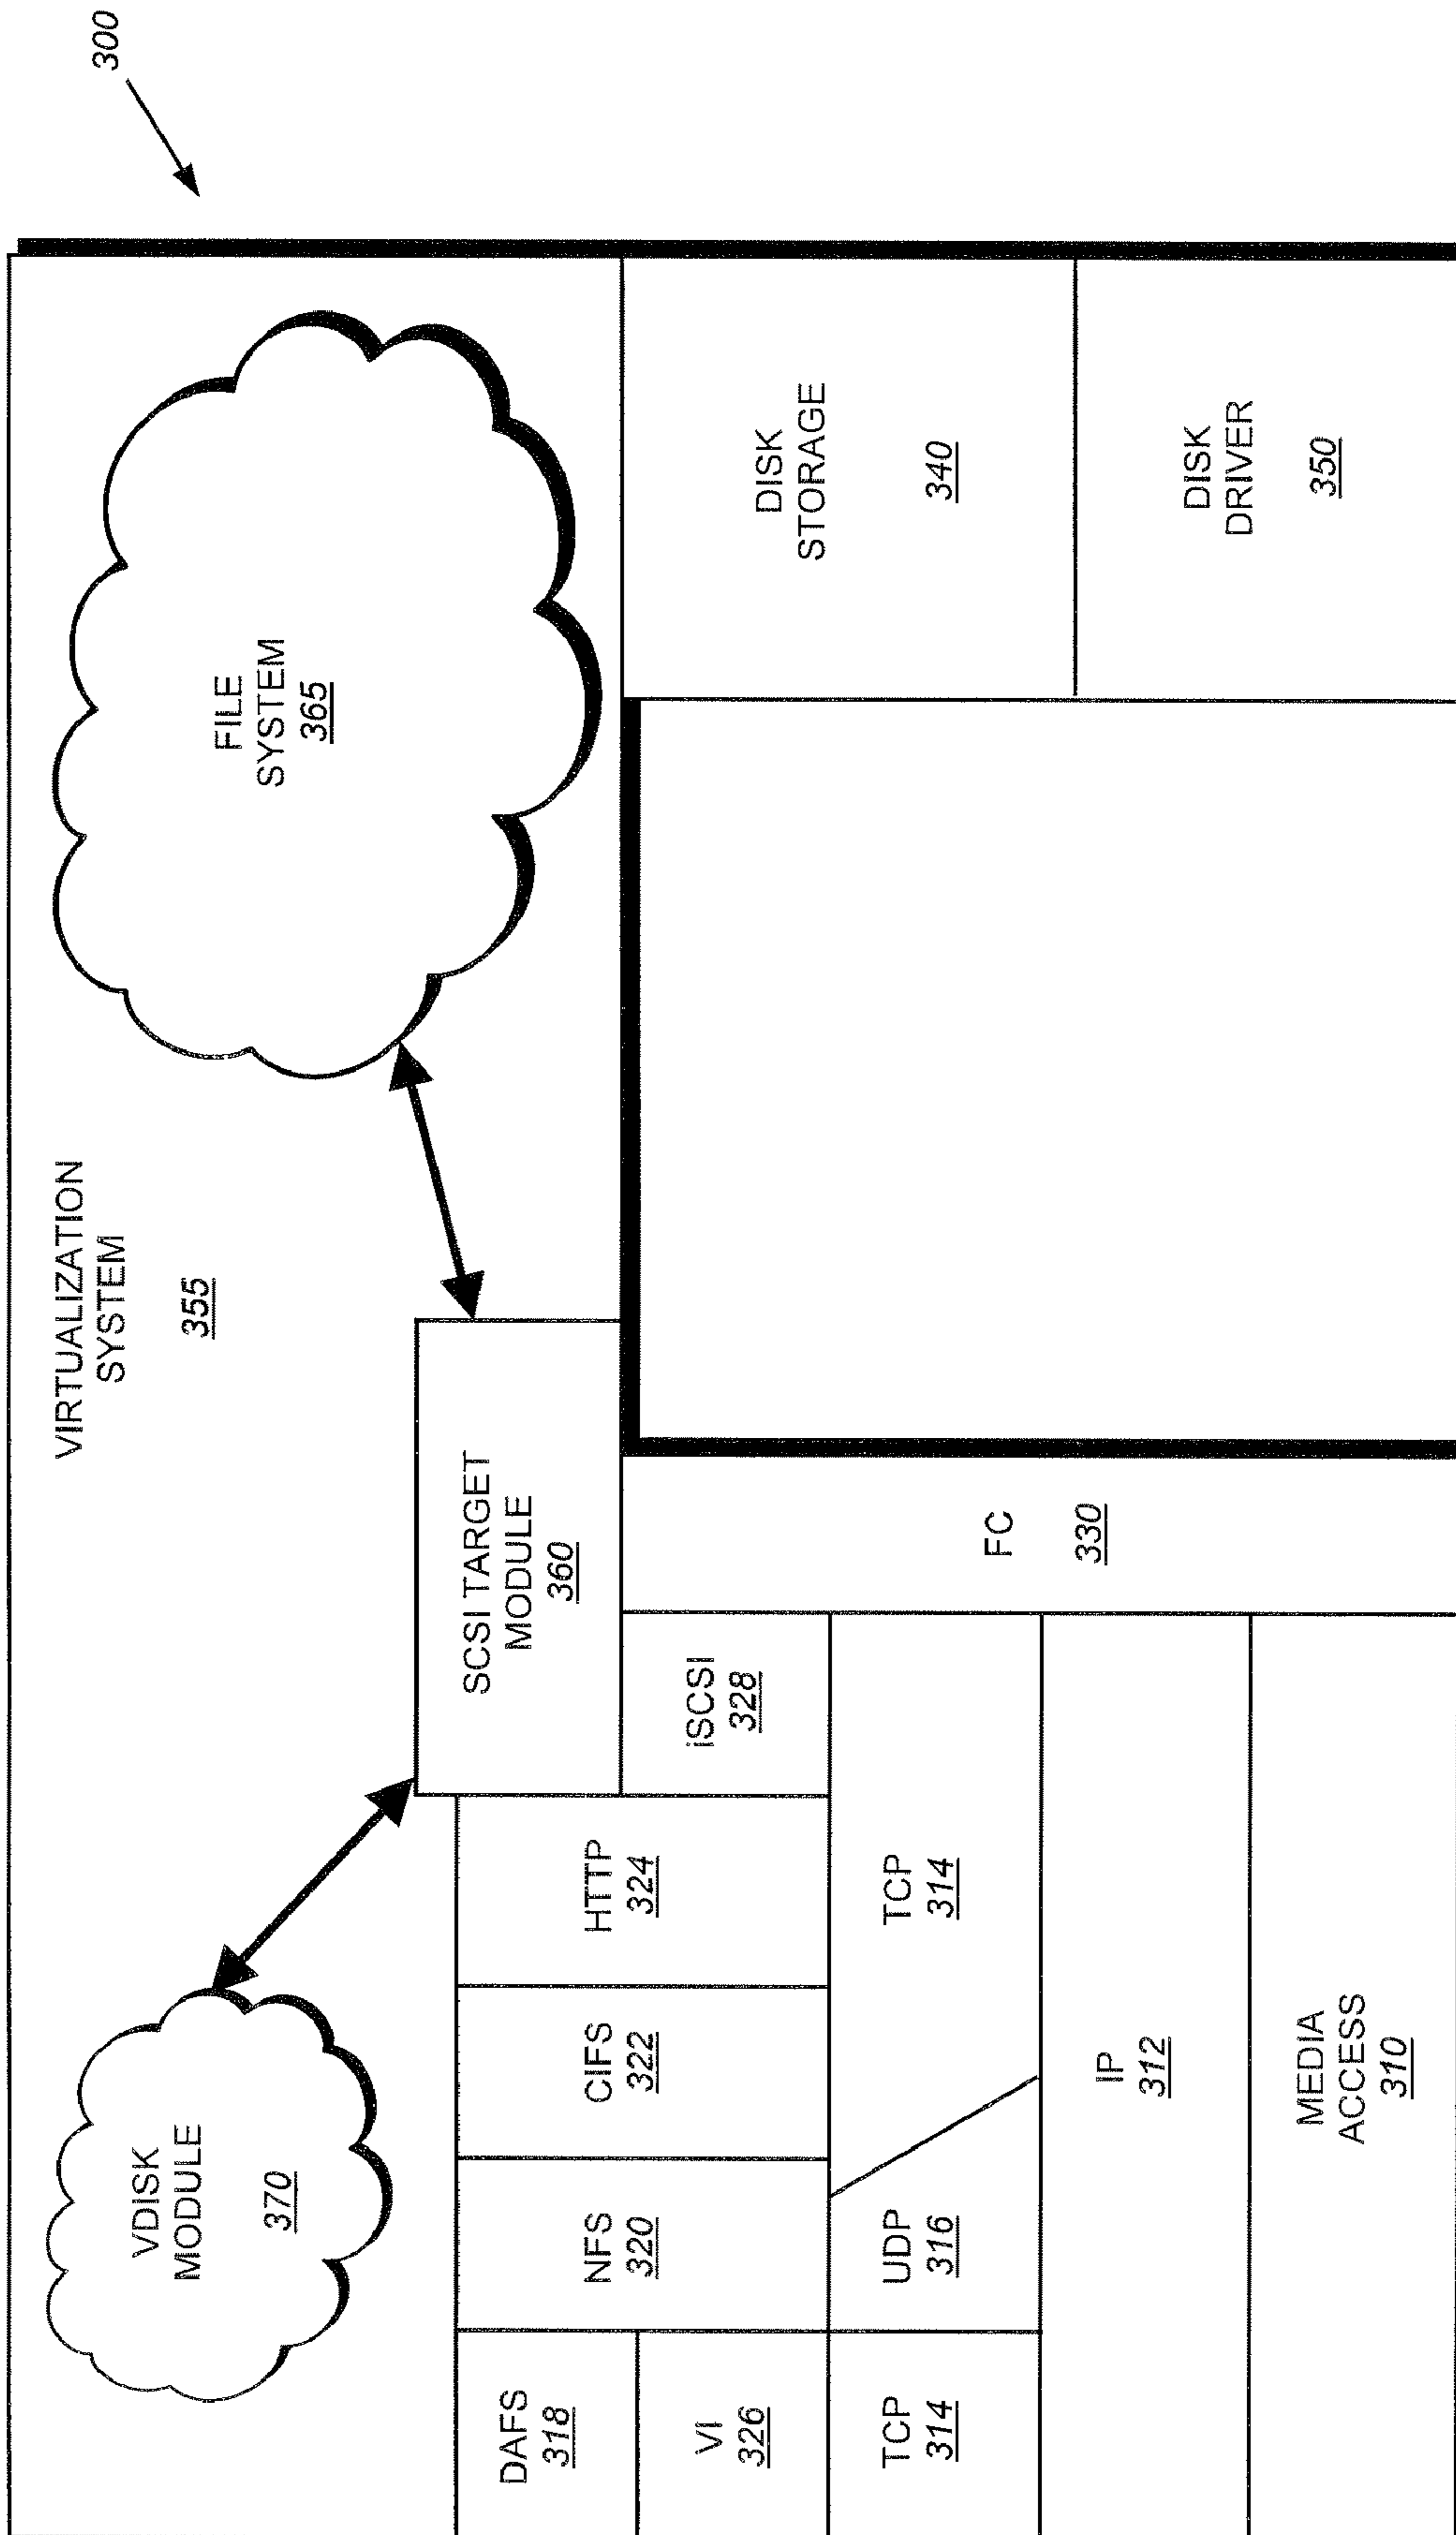 300
VIRTUALIZATION
SYSTEM
355
VDISK
MODULE
370
FILE
SYSTEM
365
SCSI TARGET
MODULE
360
DAFS
318
VI
326
NFS
320
CIFS
322
HTTP
324
iSCSI
328
TCP
314
UDP
316
TCP
314
IP
312
MEDIA
ACCESS
310
FC
330
DISK
STORAGE
340
DISK
DRIVER
350